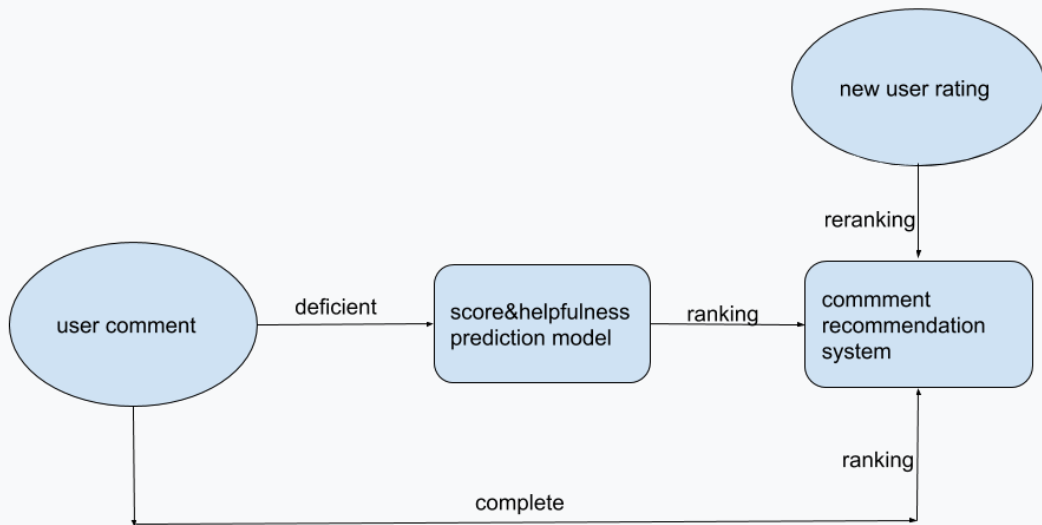 new user rating
reranking
user comment
deficient
score&helpfulness
prediction model
ranking
commment
recommendation
system
ranking
complete